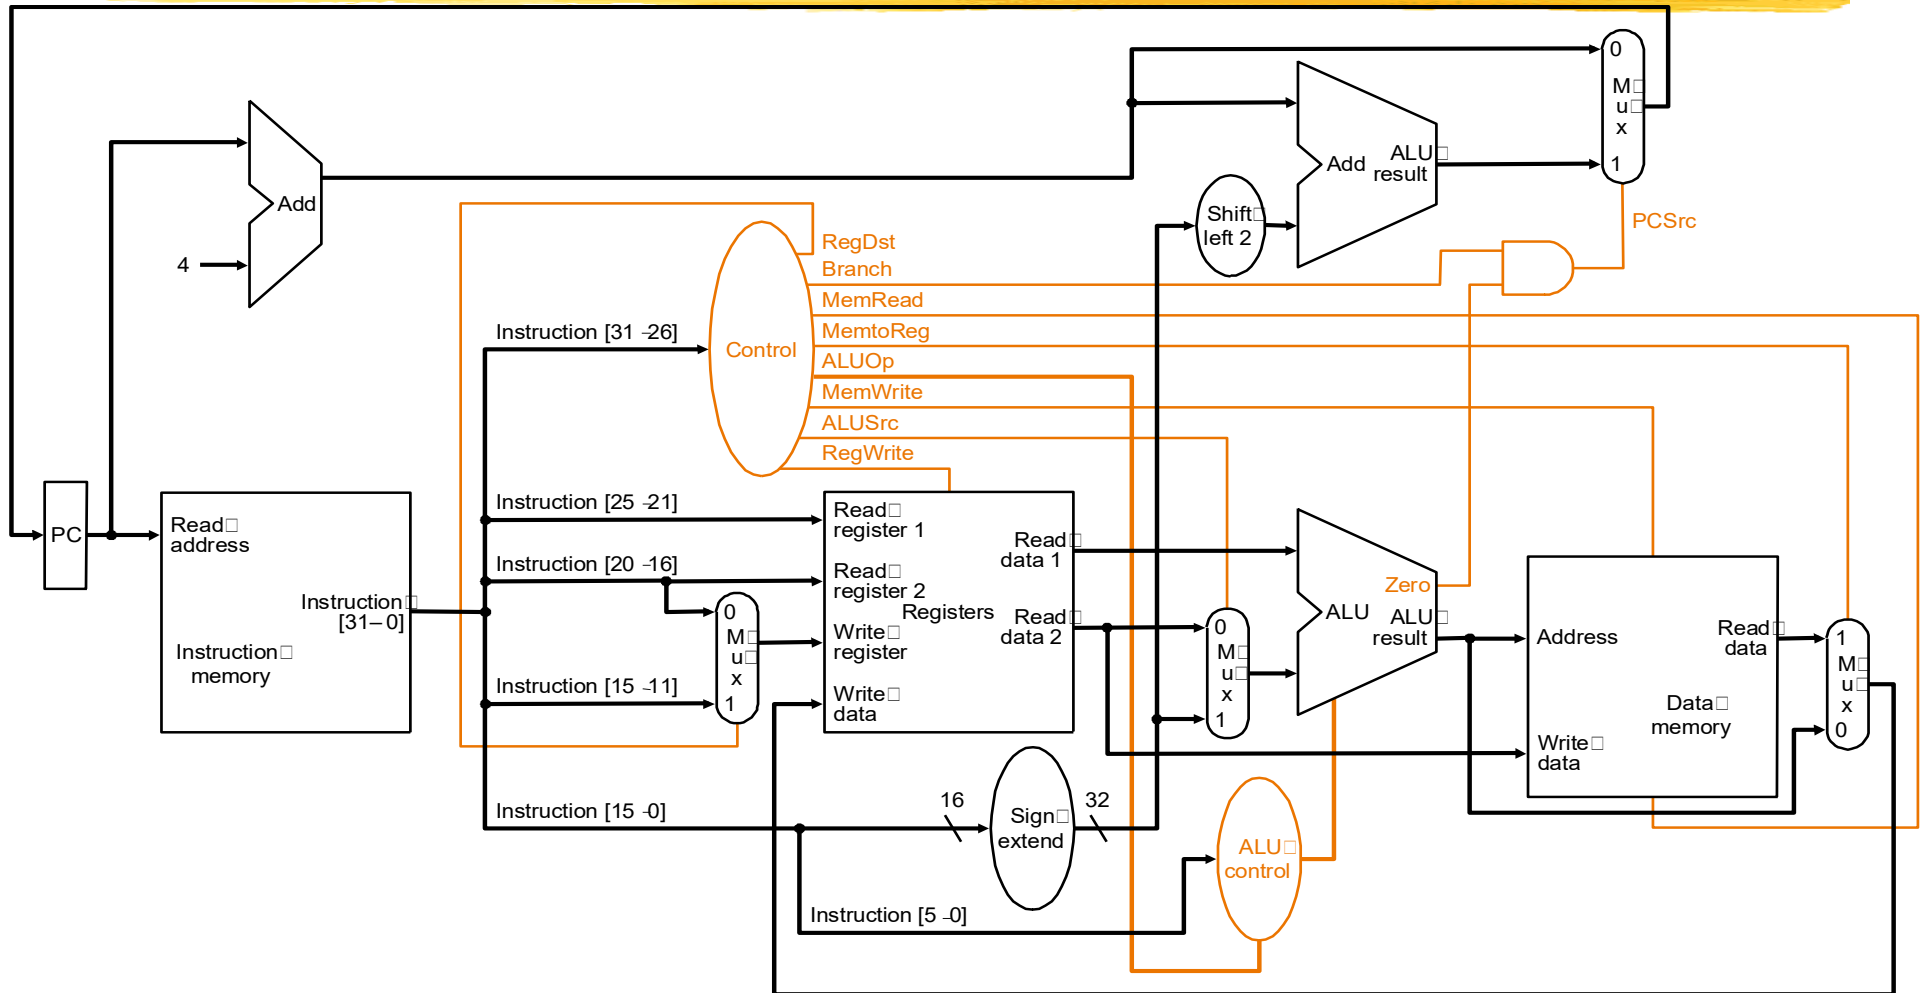 0
M
u
x
1
Add
ALU
result
Shift
left 2
PCSrc
Add
4
RegDst
Branch
MemRead
MemtoReg
ALUOp
MemWrite
ALUSrc
RegWrite
Control
Instruction [31–26]
PC
Read
address
Instruction
[31–0]
Instruction
memory
Instruction [25–21]
Instruction [20–16]
Instruction [15–11]
0
M
u
x
1
Read
register 1
Read
register 2
Registers
Write
register
Write
data
Read
data 1
Read
data 2
0
M
u
x
1
Zero
ALU
ALU
result
Address
Read
data
Data
memory
Write
data
1
M
u
x
0
Instruction [15–0]
16
Sign
extend
32
ALU
control
Instruction [5–0]